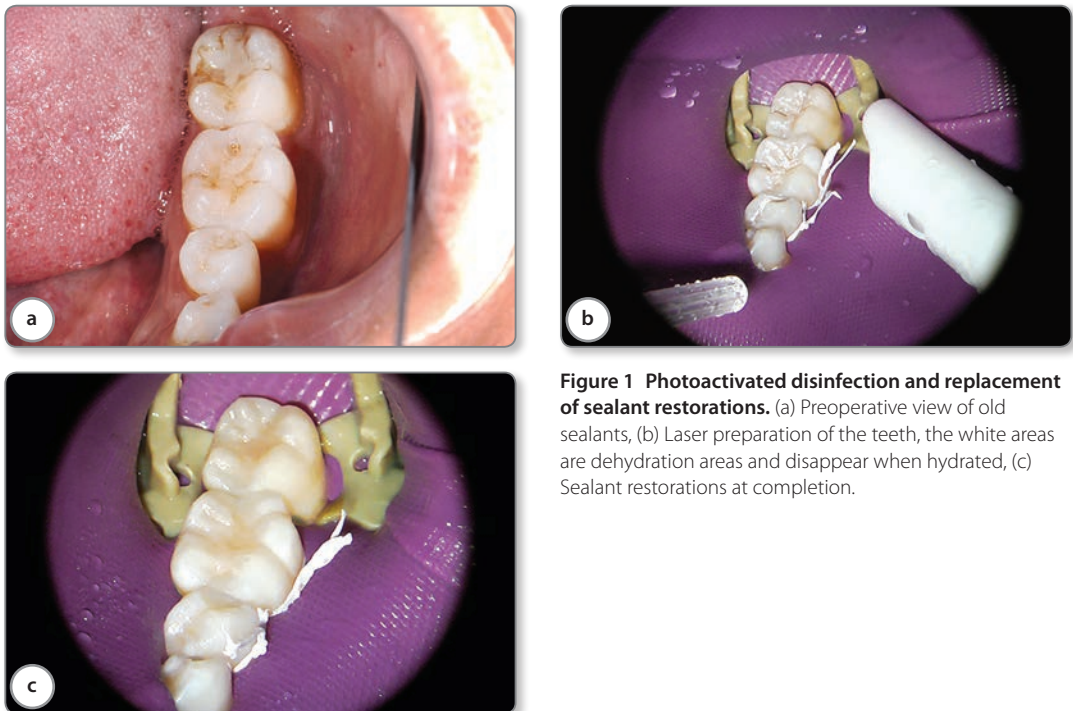 a
b
Figure 1 Photoactivated disinfection and replacement
of sealant restorations. (a) Preoperative view of old
sealants, (b) Laser preparation of the teeth, the white areas
are dehydration areas and disappear when hydrated, (c)
Sealant restorations at completion.
c